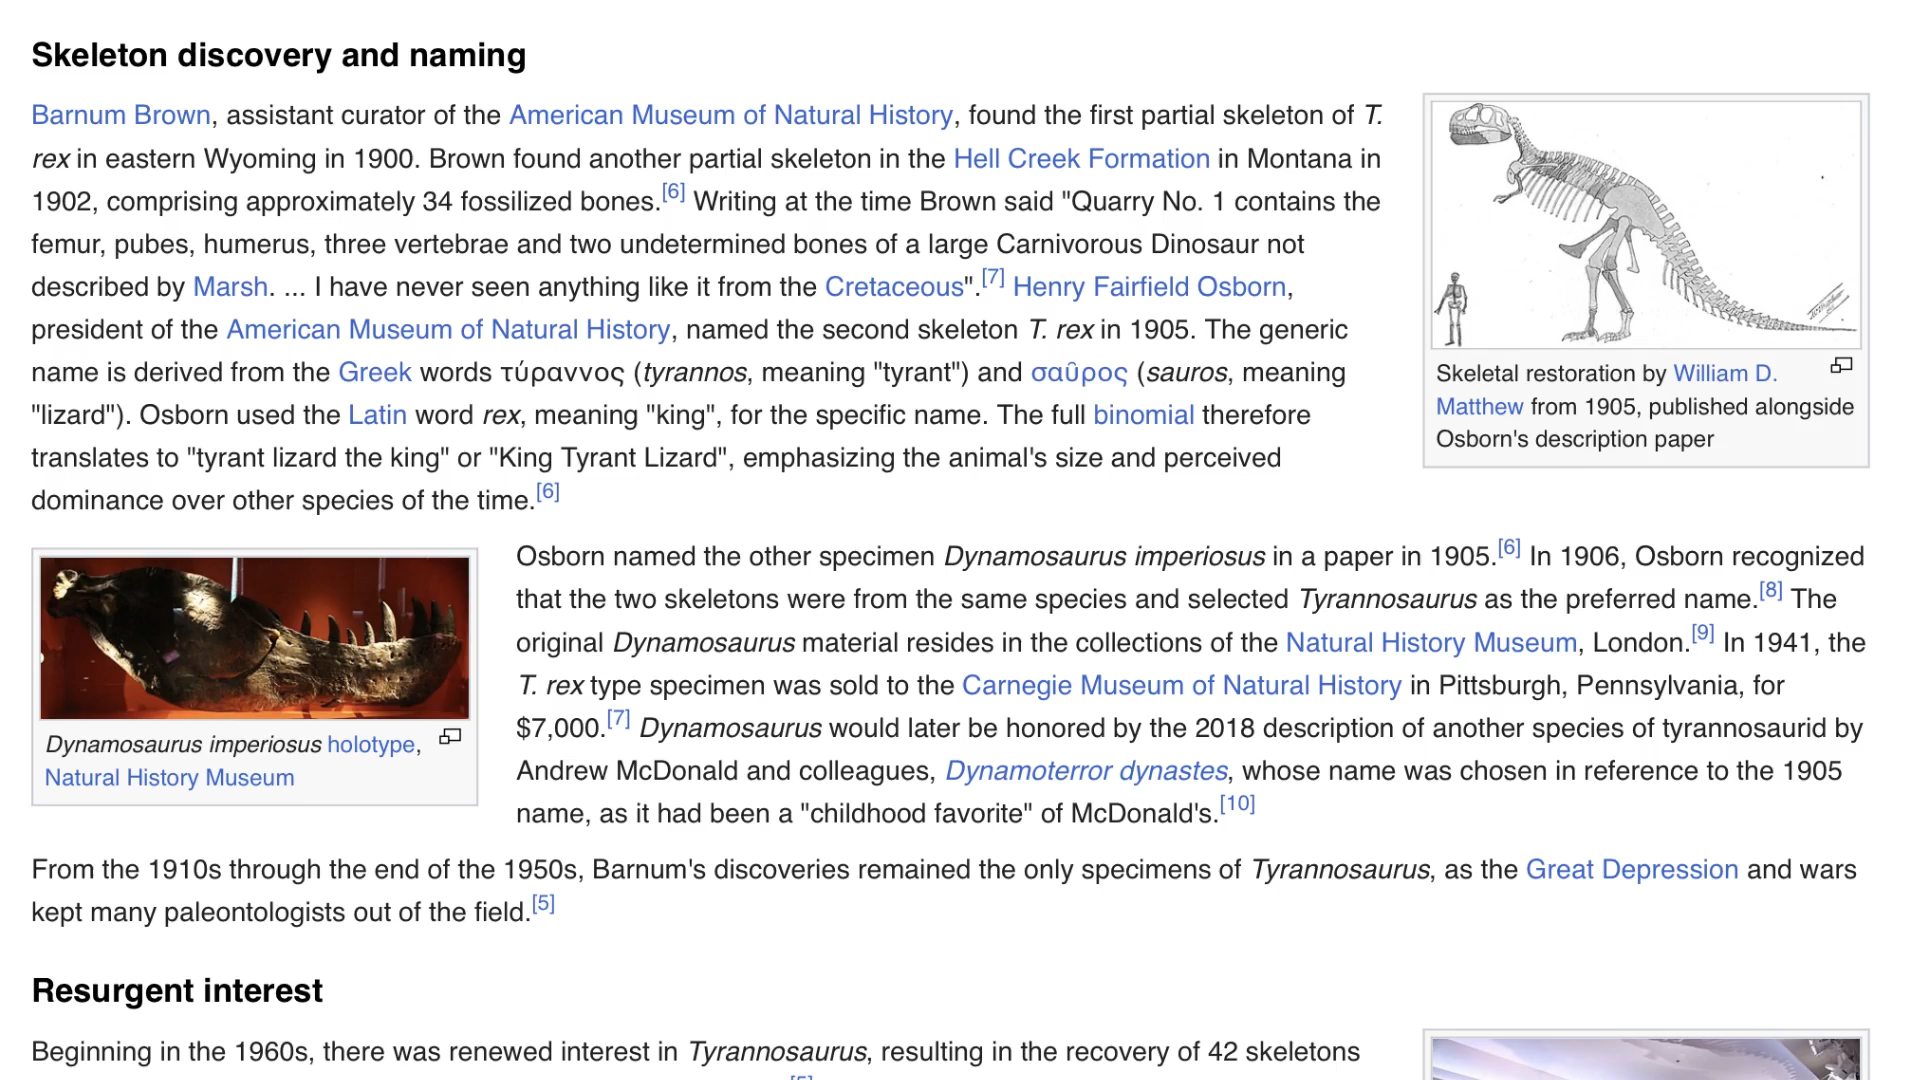 Skeleton discovery and naming
Barnum Brown, assistant curator of the American Museum of Natural History, found the first partial skeleton of T.
rex in eastern Wyoming in 1900. Brown found another partial skeleton in the Hell Creek Formation in Montana in
1902, comprising approximately 34 fossilized bones.[6] Writing at the time Brown said "Quarry No. 1 contains the
femur, pubes, humerus, three vertebrae and two undetermined bones of a large Carnivorous Dinosaur not
described by Marsh. ... I have never seen anything like it from the Cretaceous".[7] Henry Fairfield Osborn,
president of the American Museum of Natural History, named the second skeleton T. rex in 1905. The generic
name is derived from the Greek words τύραννος (tyrannos, meaning "tyrant") and σαῦρος (sauros, meaning
"lizard"). Osborn used the Latin word rex, meaning "king", for the specific name. The full binomial therefore
translates to "tyrant lizard the king" or "King Tyrant Lizard", emphasizing the animal's size and perceived
dominance over other species of the time.[6]
Skeletal restoration by William D.
Matthew from 1905, published alongside
Osborn's description paper
Dynamosaurus imperiosus holotype,
Natural History Museum
Osborn named the other specimen Dynamosaurus imperiosus in a paper in 1905.[6] In 1906, Osborn recognized
that the two skeletons were from the same species and selected Tyrannosaurus as the preferred name.[8] The
original Dynamosaurus material resides in the collections of the Natural History Museum, London.[9] In 1941, the
T. rex type specimen was sold to the Carnegie Museum of Natural History in Pittsburgh, Pennsylvania, for
$7,000.[7] Dynamosaurus would later be honored by the 2018 description of another species of tyrannosaurid by
Andrew McDonald and colleagues, Dynamoterror dynastes, whose name was chosen in reference to the 1905
name, as it had been a "childhood favorite" of McDonald's.[10]
From the 1910s through the end of the 1950s, Barnum's discoveries remained the only specimens of Tyrannosaurus, as the Great Depression and wars
kept many paleontologists out of the field.[5]
Resurgent interest
Beginning in the 1960s, there was renewed interest in Tyrannosaurus, resulting in the recovery of 42 skeletons